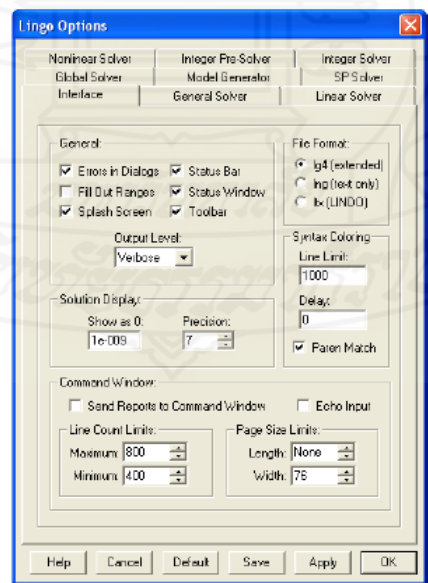 Lingo Options
Nonlinear Solver Integer Pre-Solver Integer Solver
Global Solver Model Generator SP Solver
Interface General Solver Linear Solver
General:
Errors in Dialogs Status Bar
Fill Out Ranges Status Window
Splash Screen Toolbar
Output Level:
Verbose
File Format:
lg4 (extended)
lng (text only)
ltx (LINDO)
Syntax Coloring
Line Limit:
1000
Delay:
0
Paren Match
Solution Display:
Show as 0: Precision:
1e-009 7
Command Window:
Send Reports to Command Window Echo Input
Line Count Limits:
Maximum: 800
Minimum: 400
Page Size Limits:
Length: None
Width: 76
Help Cancel Default Save Apply OK